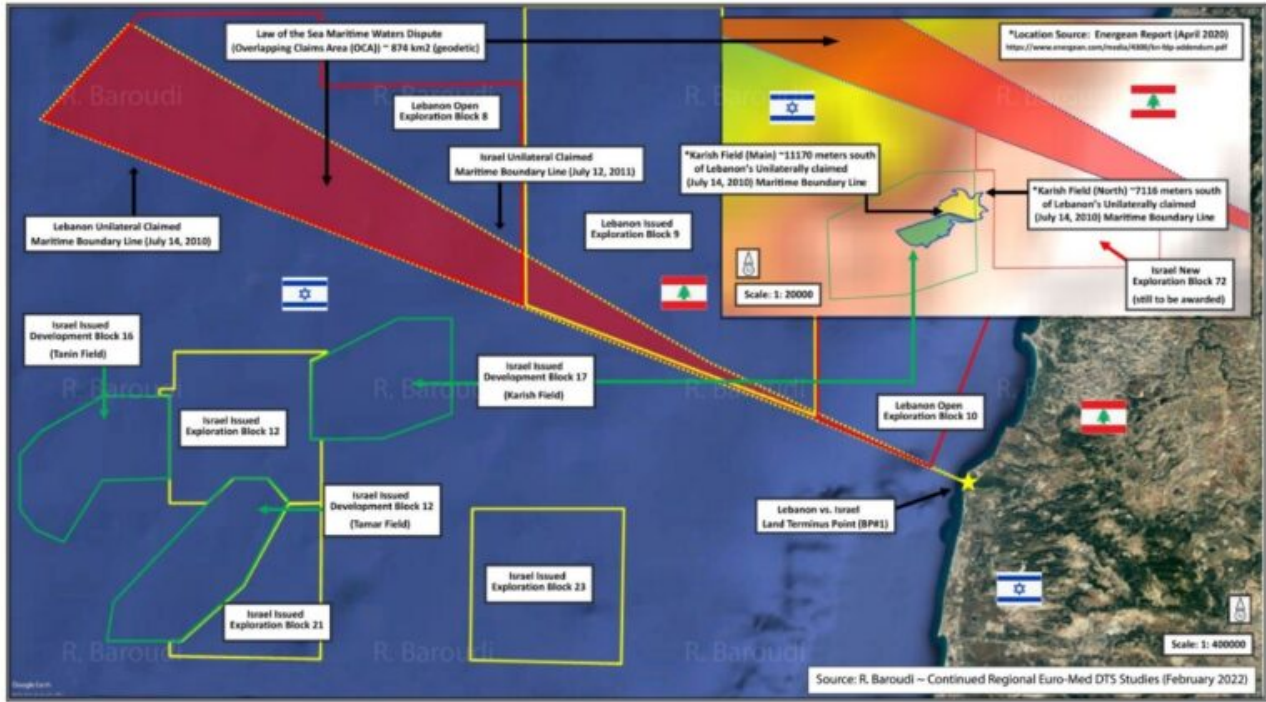 Law of the Sea Maritime Waters Dispute
(Overlapping Claims Area (OCA)) ~ 874 km2 (geodetic)
*Location Source: Energean Report (April 2020)
R. Baroudi
R. Baroudi
Lebanon Open
Exploration Block 8
Israel Unilateral Claimed
Maritime Boundary Line (July 12, 2011)
*Karish Field (Main) ~11170 meters south
of Lebanon's Unilaterally claimed
(July 14, 2010) Maritime Boundary Line
*Karish Field (North) ~7116 meters south
of Lebanon's Unilaterally claimed
(July 14, 2010) Maritime Boundary Line
Lebanon Unilateral Claimed
Maritime Boundary Line (July 14, 2010)
Lebanon Issued
Exploration Block 9
Scale: 1: 20000
Israel New
Exploration Block 72
(still to be awarded)
Israel Issued
Development Block 16
(Tanin Field)
Israel Issued
Development Block 17
(Karish Field)
Israel Issued
Exploration Block 12
Lebanon Open
Exploration Block 10
Israel Issued
Development Block 12
(Tamar Field)
Lebanon vs. Israel
Land Terminus Point (BP#1)
Israel Issued
Exploration Block 23
Israel Issued
Exploration Block 21
R. Baroudi
R. Baroudi
R. Baroudi
Scale: 1: 400000
Google Earth
Source: R. Baroudi ~ Continued Regional Euro-Med DTS Studies (February 2022)